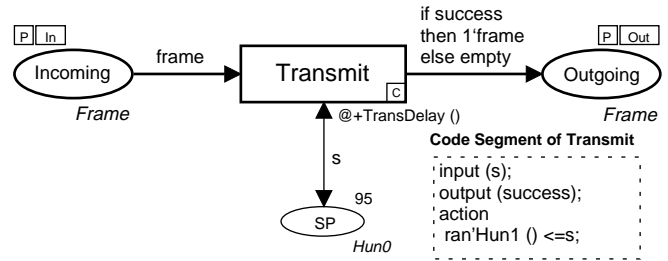 if success
then 1‘frame
else empty
P In
P Out
frame
Incoming
Transmit
Outgoing
C
Frame
@+TransDelay ()
Frame
Code Segment of Transmit
s
input (s);
output (success);
action
ran'Hun1 () <=s;
95
SP
Hun0